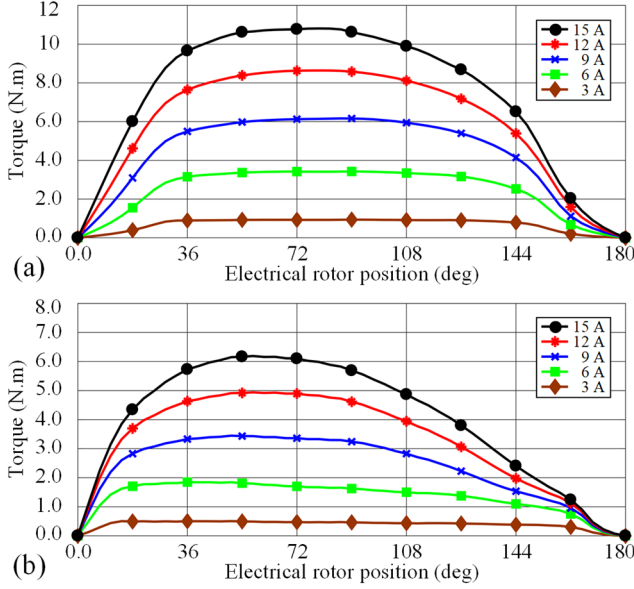 12
10
8.0
6.0
4.0
2.0
0.0
Torque (N.m)
15 A
12 A
9 A
6 A
3 A
0.0 36 72 108 144 180
(a) Electrical rotor position (deg)
8.0
7.0
6.0
5.0
4.0
3.0
2.0
1.0
0.0
Torque (N.m)
15 A
12 A
9 A
6 A
3 A
0.0 36 72 108 144 180
(b) Electrical rotor position (deg)